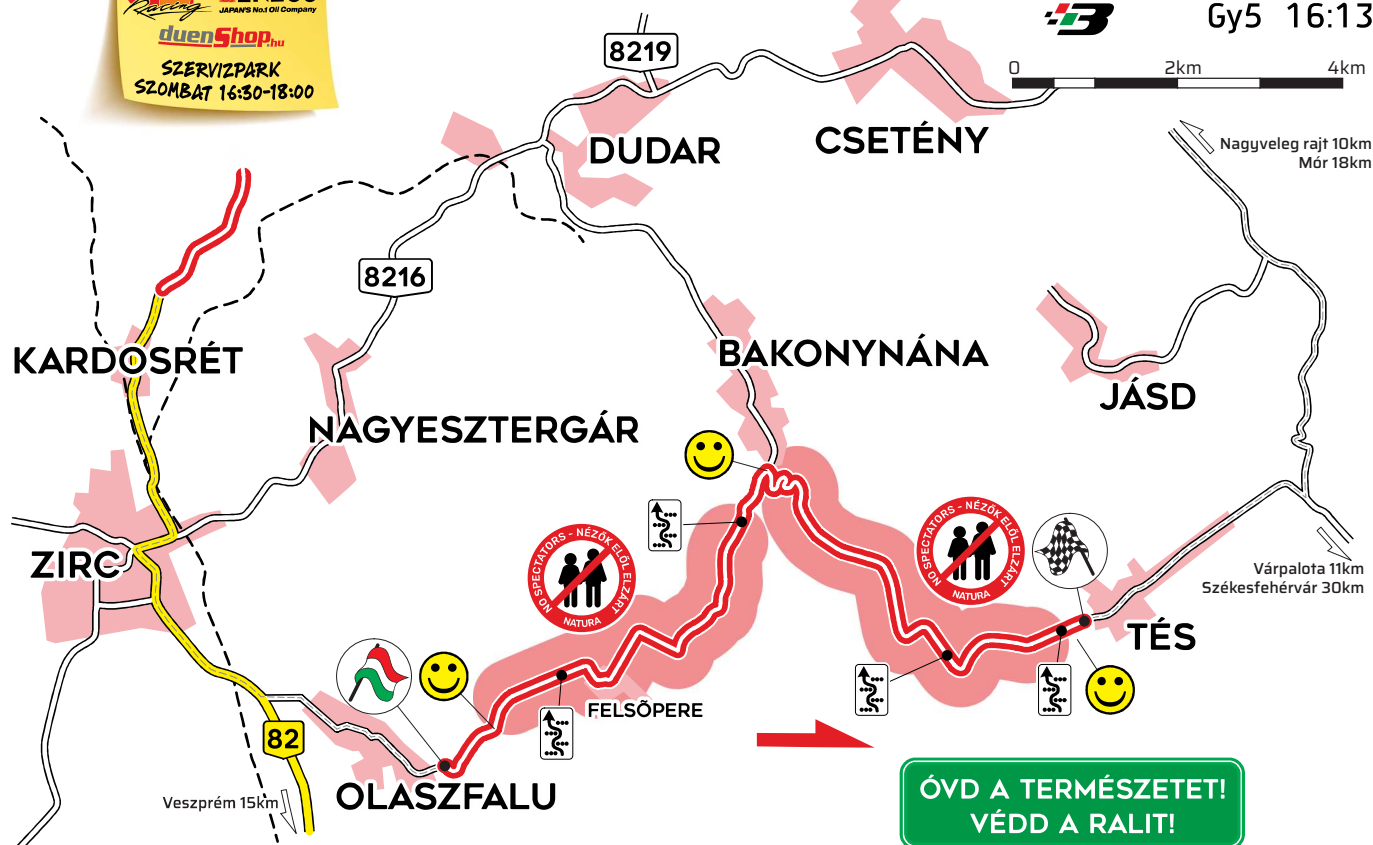 Racing
JAPAN'S No.1 Oil Company
duenShop.hu
SZERVIZPARK
SZOMBAT 16:30-18:00
Gy5 16:13
0 2km 4km
8219
DUDAR
CSETÉNY
Nagyveleg rajt 10km
Mór 18km
8216
KARDOSRÉT
BAKONYNÁNA
JÁSD
NAGYESZTERGÁR
ZIRC
NO SPECTATORS - NÉZŐK ELŐL ELZÁRT
NATURA
NO SPECTATORS - NÉZŐK ELŐL ELZÁRT
NATURA
Várpalota 11km
Székesfehérvár 30km
TÉS
FELSÕPERE
82
Veszprém 15km
OLASZFALU
ÓVD A TERMÉSZETET!
VÉDD A RALIT!